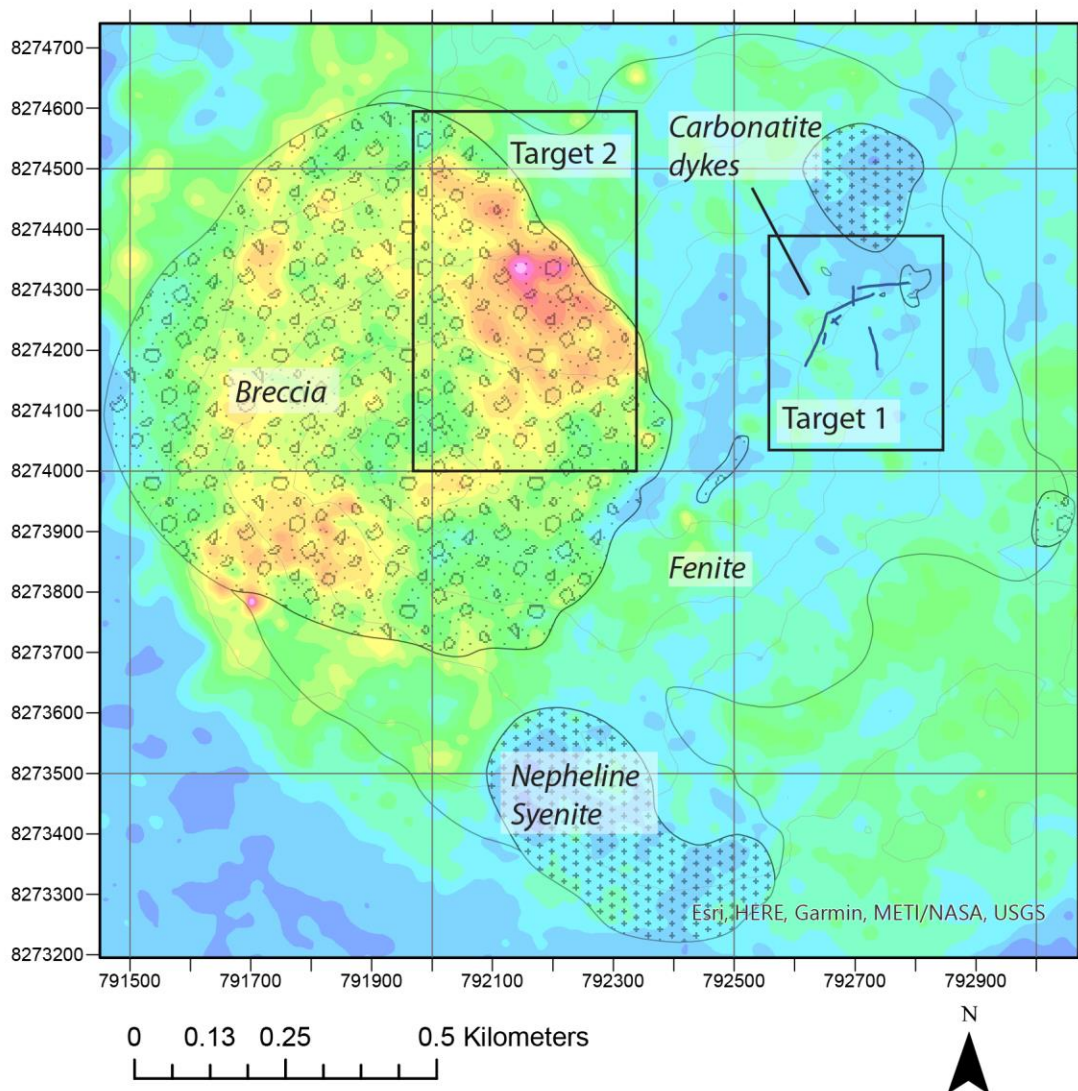 8274700
8274600
8274500
8274400
8274300
8274200
8274100
8274000
8273900
8273800
8273700
8273600
8273500
8273400
8273300
8273200
Target 2
Carbonatite
dykes
Breccia
Target 1
Fenite
Nepheline
Syenite
Esri, HERE, Garmin, METI/NASA, USGS
791500 791700 791900 792100 792300 792500 792700 792900
0 0.13 0.25 0.5 Kilometers
N